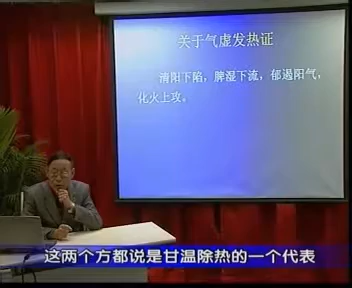 关于气虚发热证
清阳下陷，脾湿下流，郁遏阳气，
化火上攻。
这两个方都说是甘温除热的一个代表